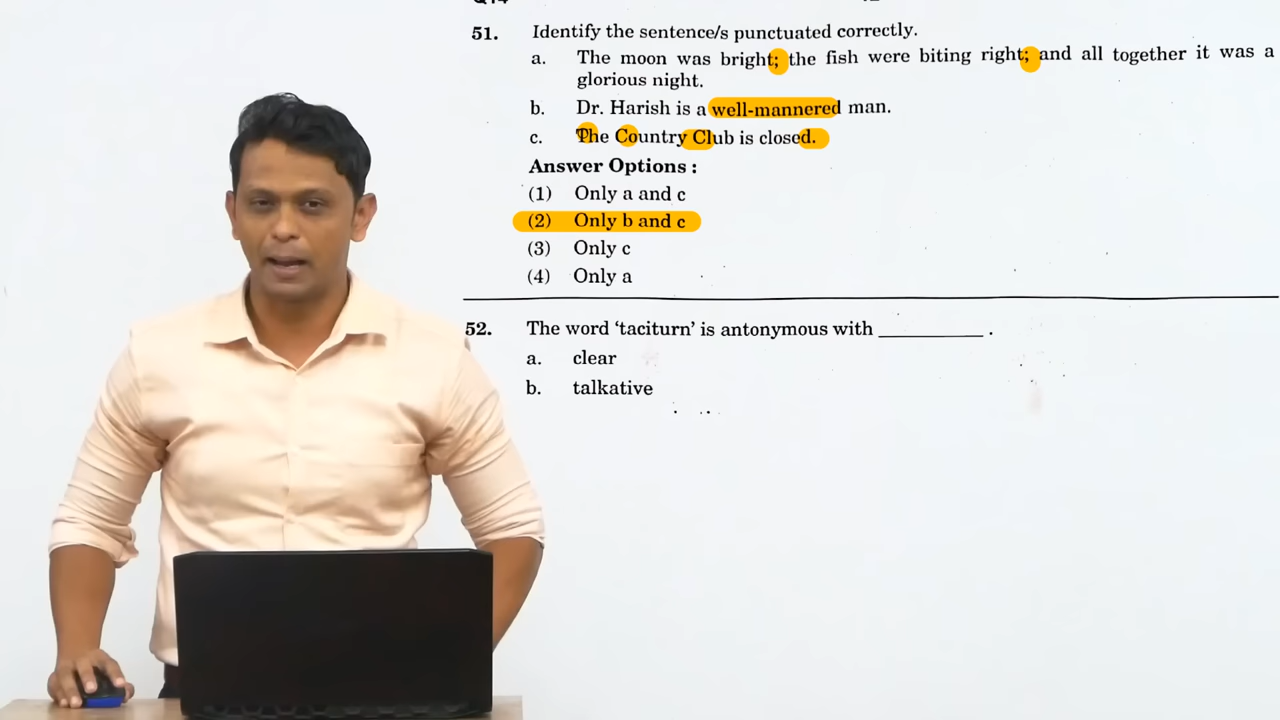 51. Identify the sentence/s punctuated correctly.
a. The moon was bright; the fish were biting right; and all together it was a
glorious night.
b. Dr. Harish is a well-mannered man.
c. The Country Club is closed.
Answer Options :
(1) Only a and c
(2) Only b and c
(3) Only c
(4) Only a
52. The word ‘taciturn’ is antonymous with __________ .
a. clear
b. talkative